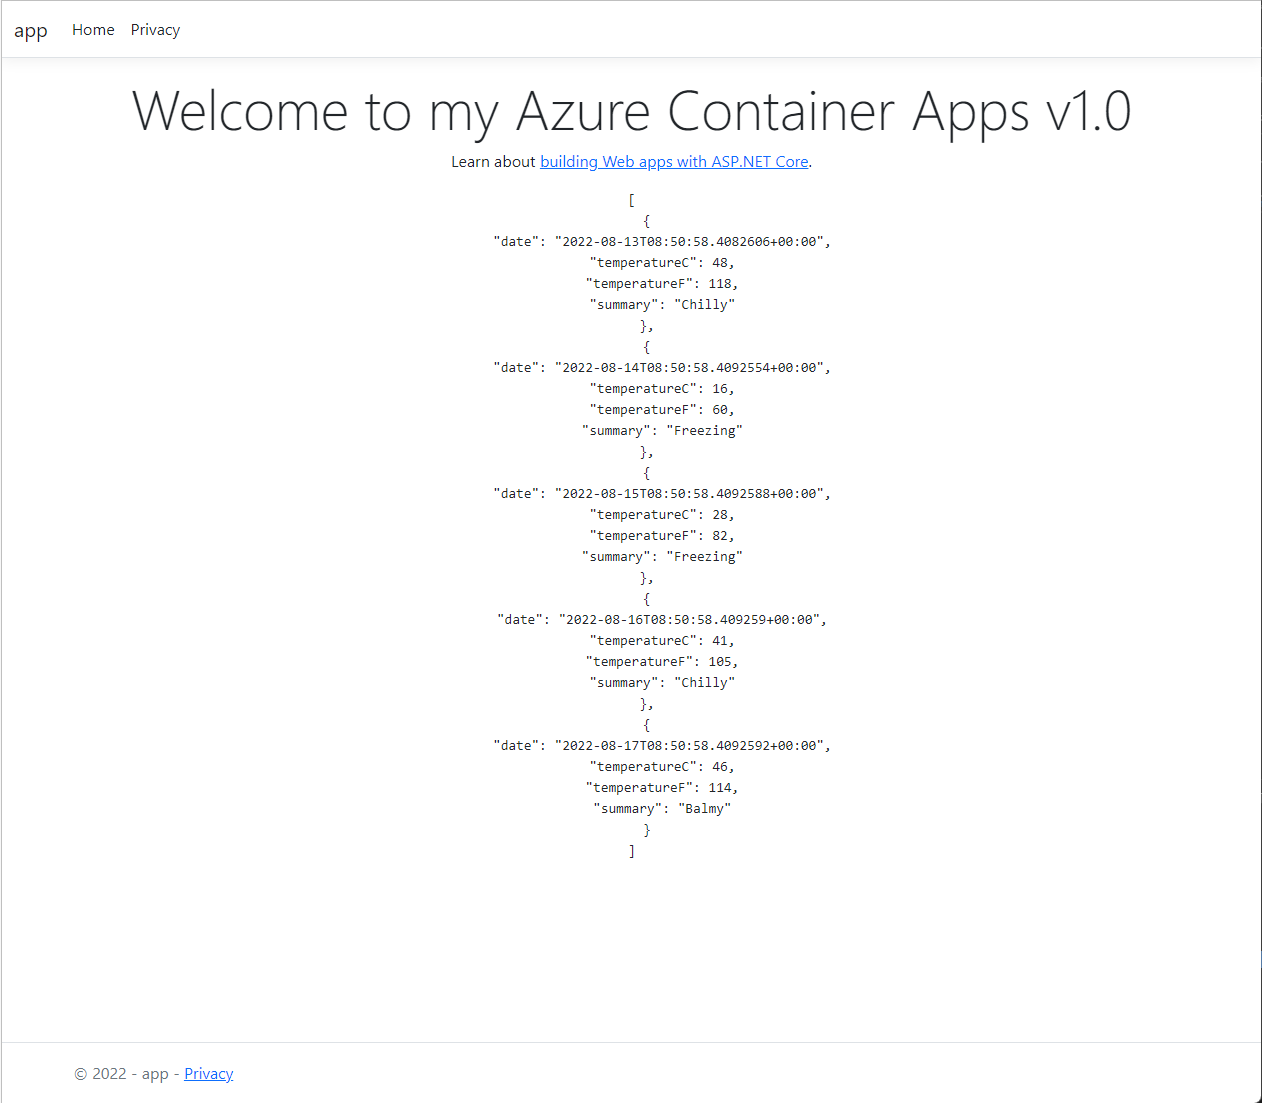 app Home Privacy
Welcome to my Azure Container Apps v1.0
Learn about building Web apps with ASP.NET Core.
[
{
"date": "2022-08-13T08:50:58.4082606+00:00",
"temperatureC": 48,
"temperatureF": 118,
"summary": "Chilly"
},
{
"date": "2022-08-14T08:50:58.4092554+00:00",
"temperatureC": 16,
"temperatureF": 60,
"summary": "Freezing"
},
{
"date": "2022-08-15T08:50:58.4092588+00:00",
"temperatureC": 28,
"temperatureF": 82,
"summary": "Freezing"
},
{
"date": "2022-08-16T08:50:58.409259+00:00",
"temperatureC": 41,
"temperatureF": 105,
"summary": "Chilly"
},
{
"date": "2022-08-17T08:50:58.4092592+00:00",
"temperatureC": 46,
"temperatureF": 114,
"summary": "Balmy"
}
]
© 2022 - app - Privacy